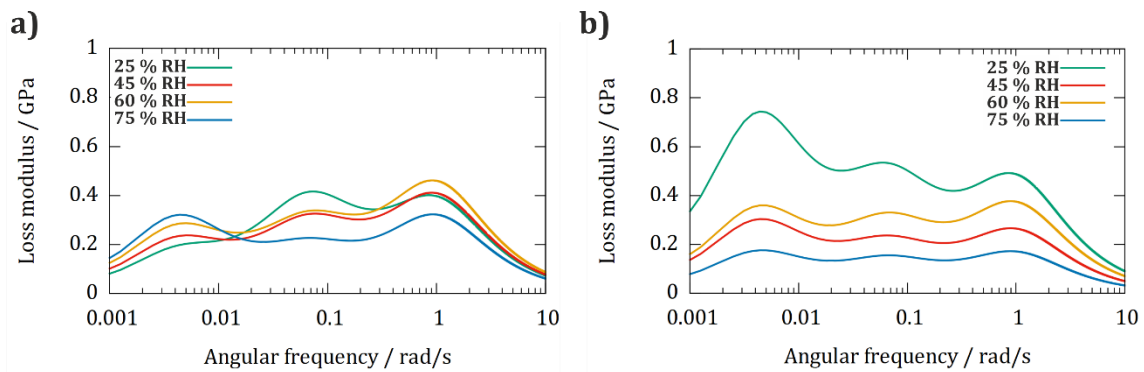 a)
1
0.8
0.6
0.4
0.2
0
Loss modulus / GPa
25 % RH
45 % RH
60 % RH
75 % RH
0.001 0.01 0.1 1 10
Angular frequency / rad/s
b)
1
0.8
0.6
0.4
0.2
0
Loss modulus / GPa
25 % RH
45 % RH
60 % RH
75 % RH
0.001 0.01 0.1 1 10
Angular frequency / rad/s